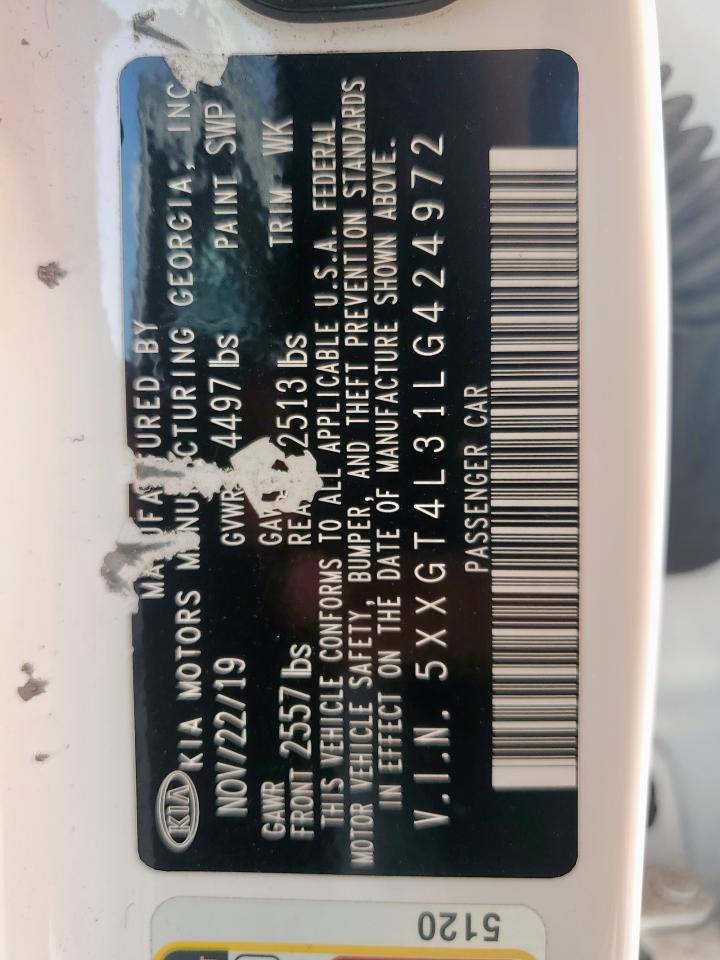 KIA
MANUFACTURED BY
KIA MOTORS MANUFACTURING GEORGIA, INC
NOV/22/19 GVWR 4497 lbs PAINT SWP
GAWR FRONT 2557 lbs GAWR REAR 2513 lbs TRIM WK
THIS VEHICLE CONFORMS TO ALL APPLICABLE U.S.A. FEDERAL
MOTOR VEHICLE SAFETY, BUMPER, AND THEFT PREVENTION STANDARDS
IN EFFECT ON THE DATE OF MANUFACTURE SHOWN ABOVE.
V.I.N. 5XXGT4L31LG424972
PASSENGER CAR
5120